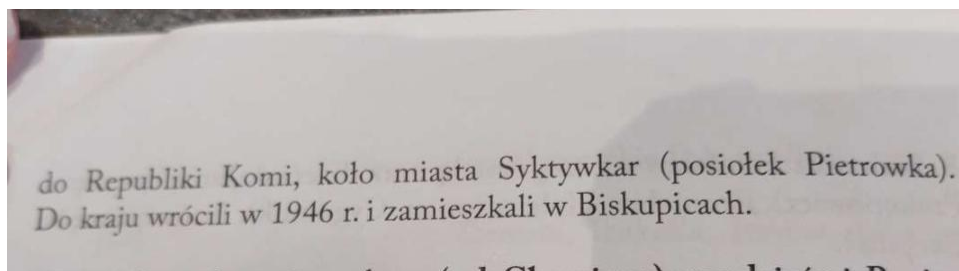 do Republiki Komi, koło miasta Syktywkar (posiołek Pietrowka).
Do kraju wrócili w 1946 r. i zamieszkali w Biskupicach.